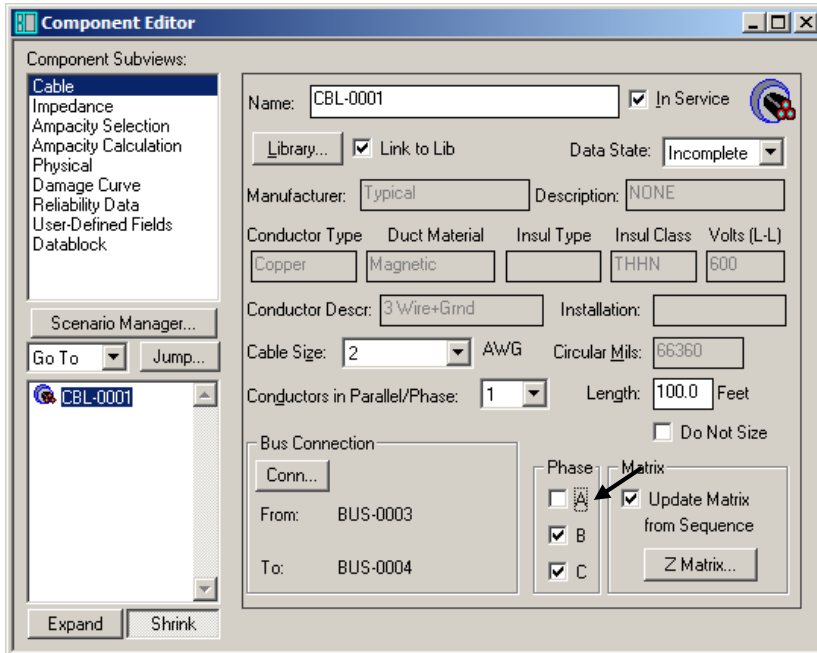 Component Editor
Component Subviews:
Cable
Impedance
Ampacity Selection
Ampacity Calculation
Physical
Damage Curve
Reliability Data
User-Defined Fields
Datablock
Scenario Manager...
Go To Jump...
CBL-0001
Expand Shrink
Name: CBL-0001 In Service
Library... Link to Lib Data State: Incomplete
Manufacturer: Typical Description: NONE
Conductor Type Duct Material Insul Type Insul Class Volts (L-L)
Copper Magnetic THHN 600
Conductor Descr: 3 Wire+Grnd Installation:
Cable Size: 2 AWG Circular Mils: 66360
Conductors in Parallel/Phase: 1 Length: 100.0 Feet
Do Not Size
Bus Connection
Conn...
From: BUS-0003
To: BUS-0004
Phase
A
B
C
Matrix
Update Matrix
from Sequence
Z Matrix...